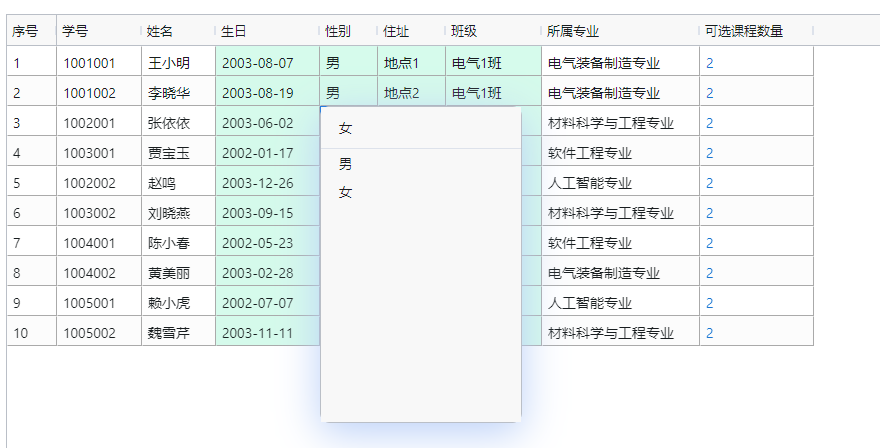 序号 学号 姓名 生日 性别 住址 班级 所属专业 可选课程数量
1 1001001 王小明 2003-08-07 男 地点1 电气1班 电气装备制造专业 2
2 1001002 李晓华 2003-08-19 男 地点2 电气1班 电气装备制造专业 2
3 1002001 张依依 2003-06-02 女 材料科学与工程专业 2
4 1003001 贾宝玉 2002-01-17 男 软件工程专业 2
5 1002002 赵鸣 2003-12-26 女 人工智能专业 2
6 1003002 刘晓燕 2003-09-15 材料科学与工程专业 2
7 1004001 陈小春 2002-05-23 软件工程专业 2
8 1004002 黄美丽 2003-02-28 电气装备制造专业 2
9 1005001 赖小虎 2002-07-07 人工智能专业 2
10 1005002 魏雪芹 2003-11-11 材料科学与工程专业 2